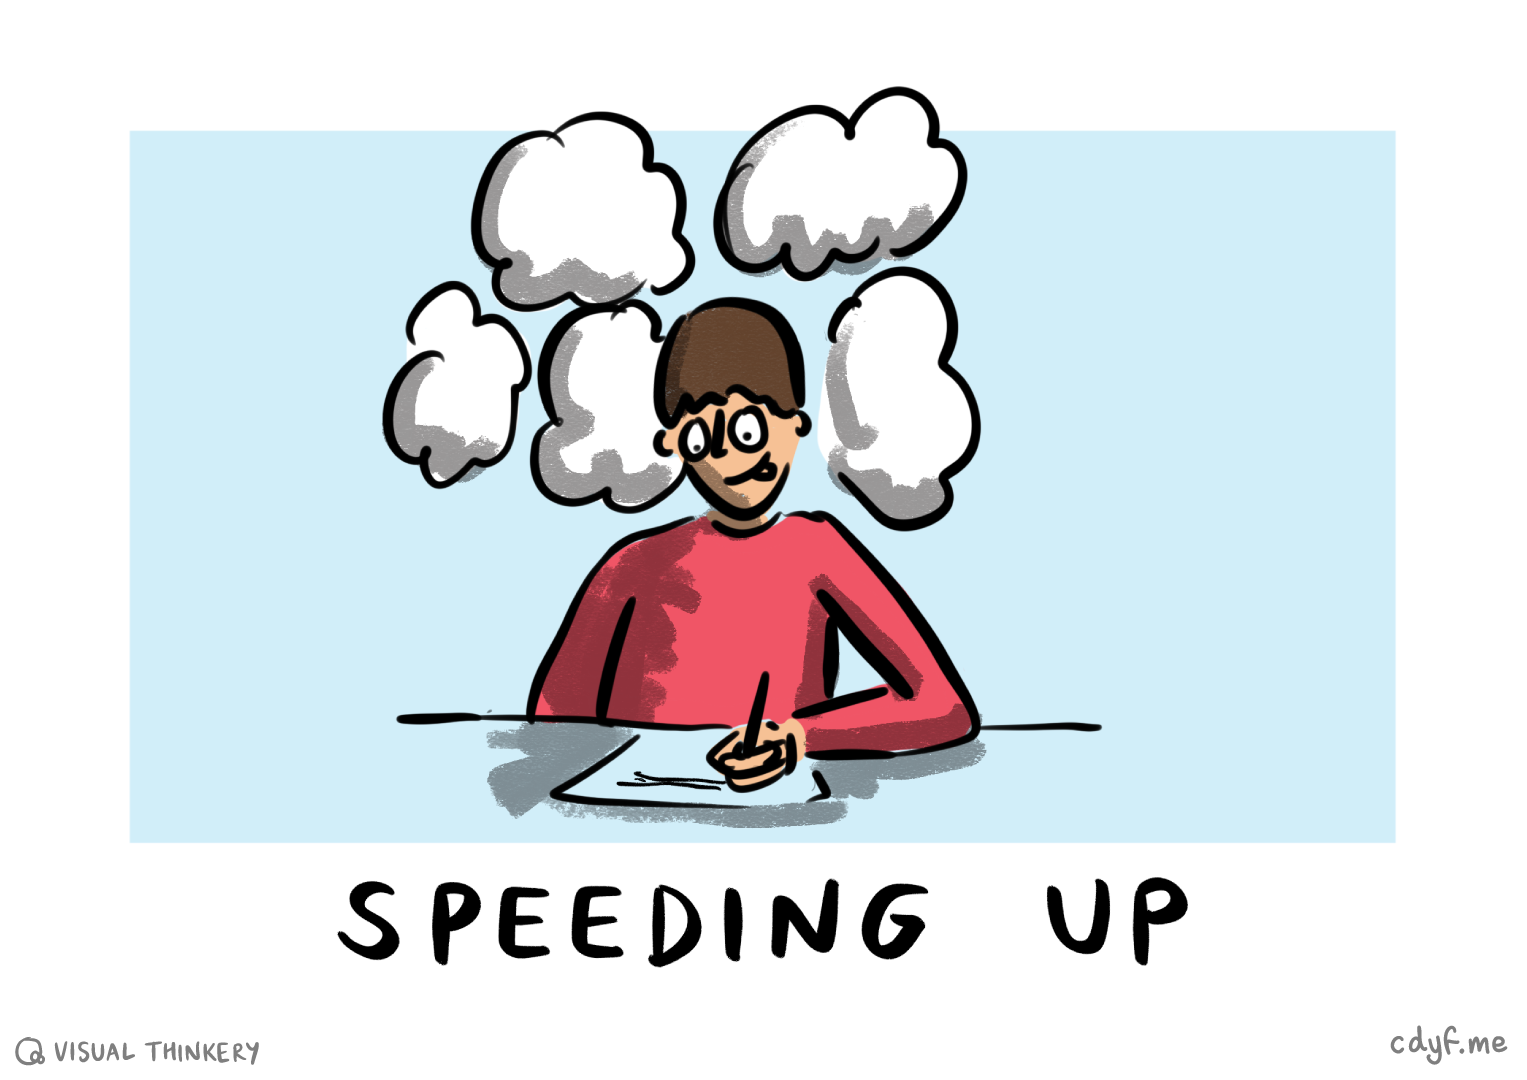 SPEEDING UP
@ VISUAL THINKERY
cdyf.me